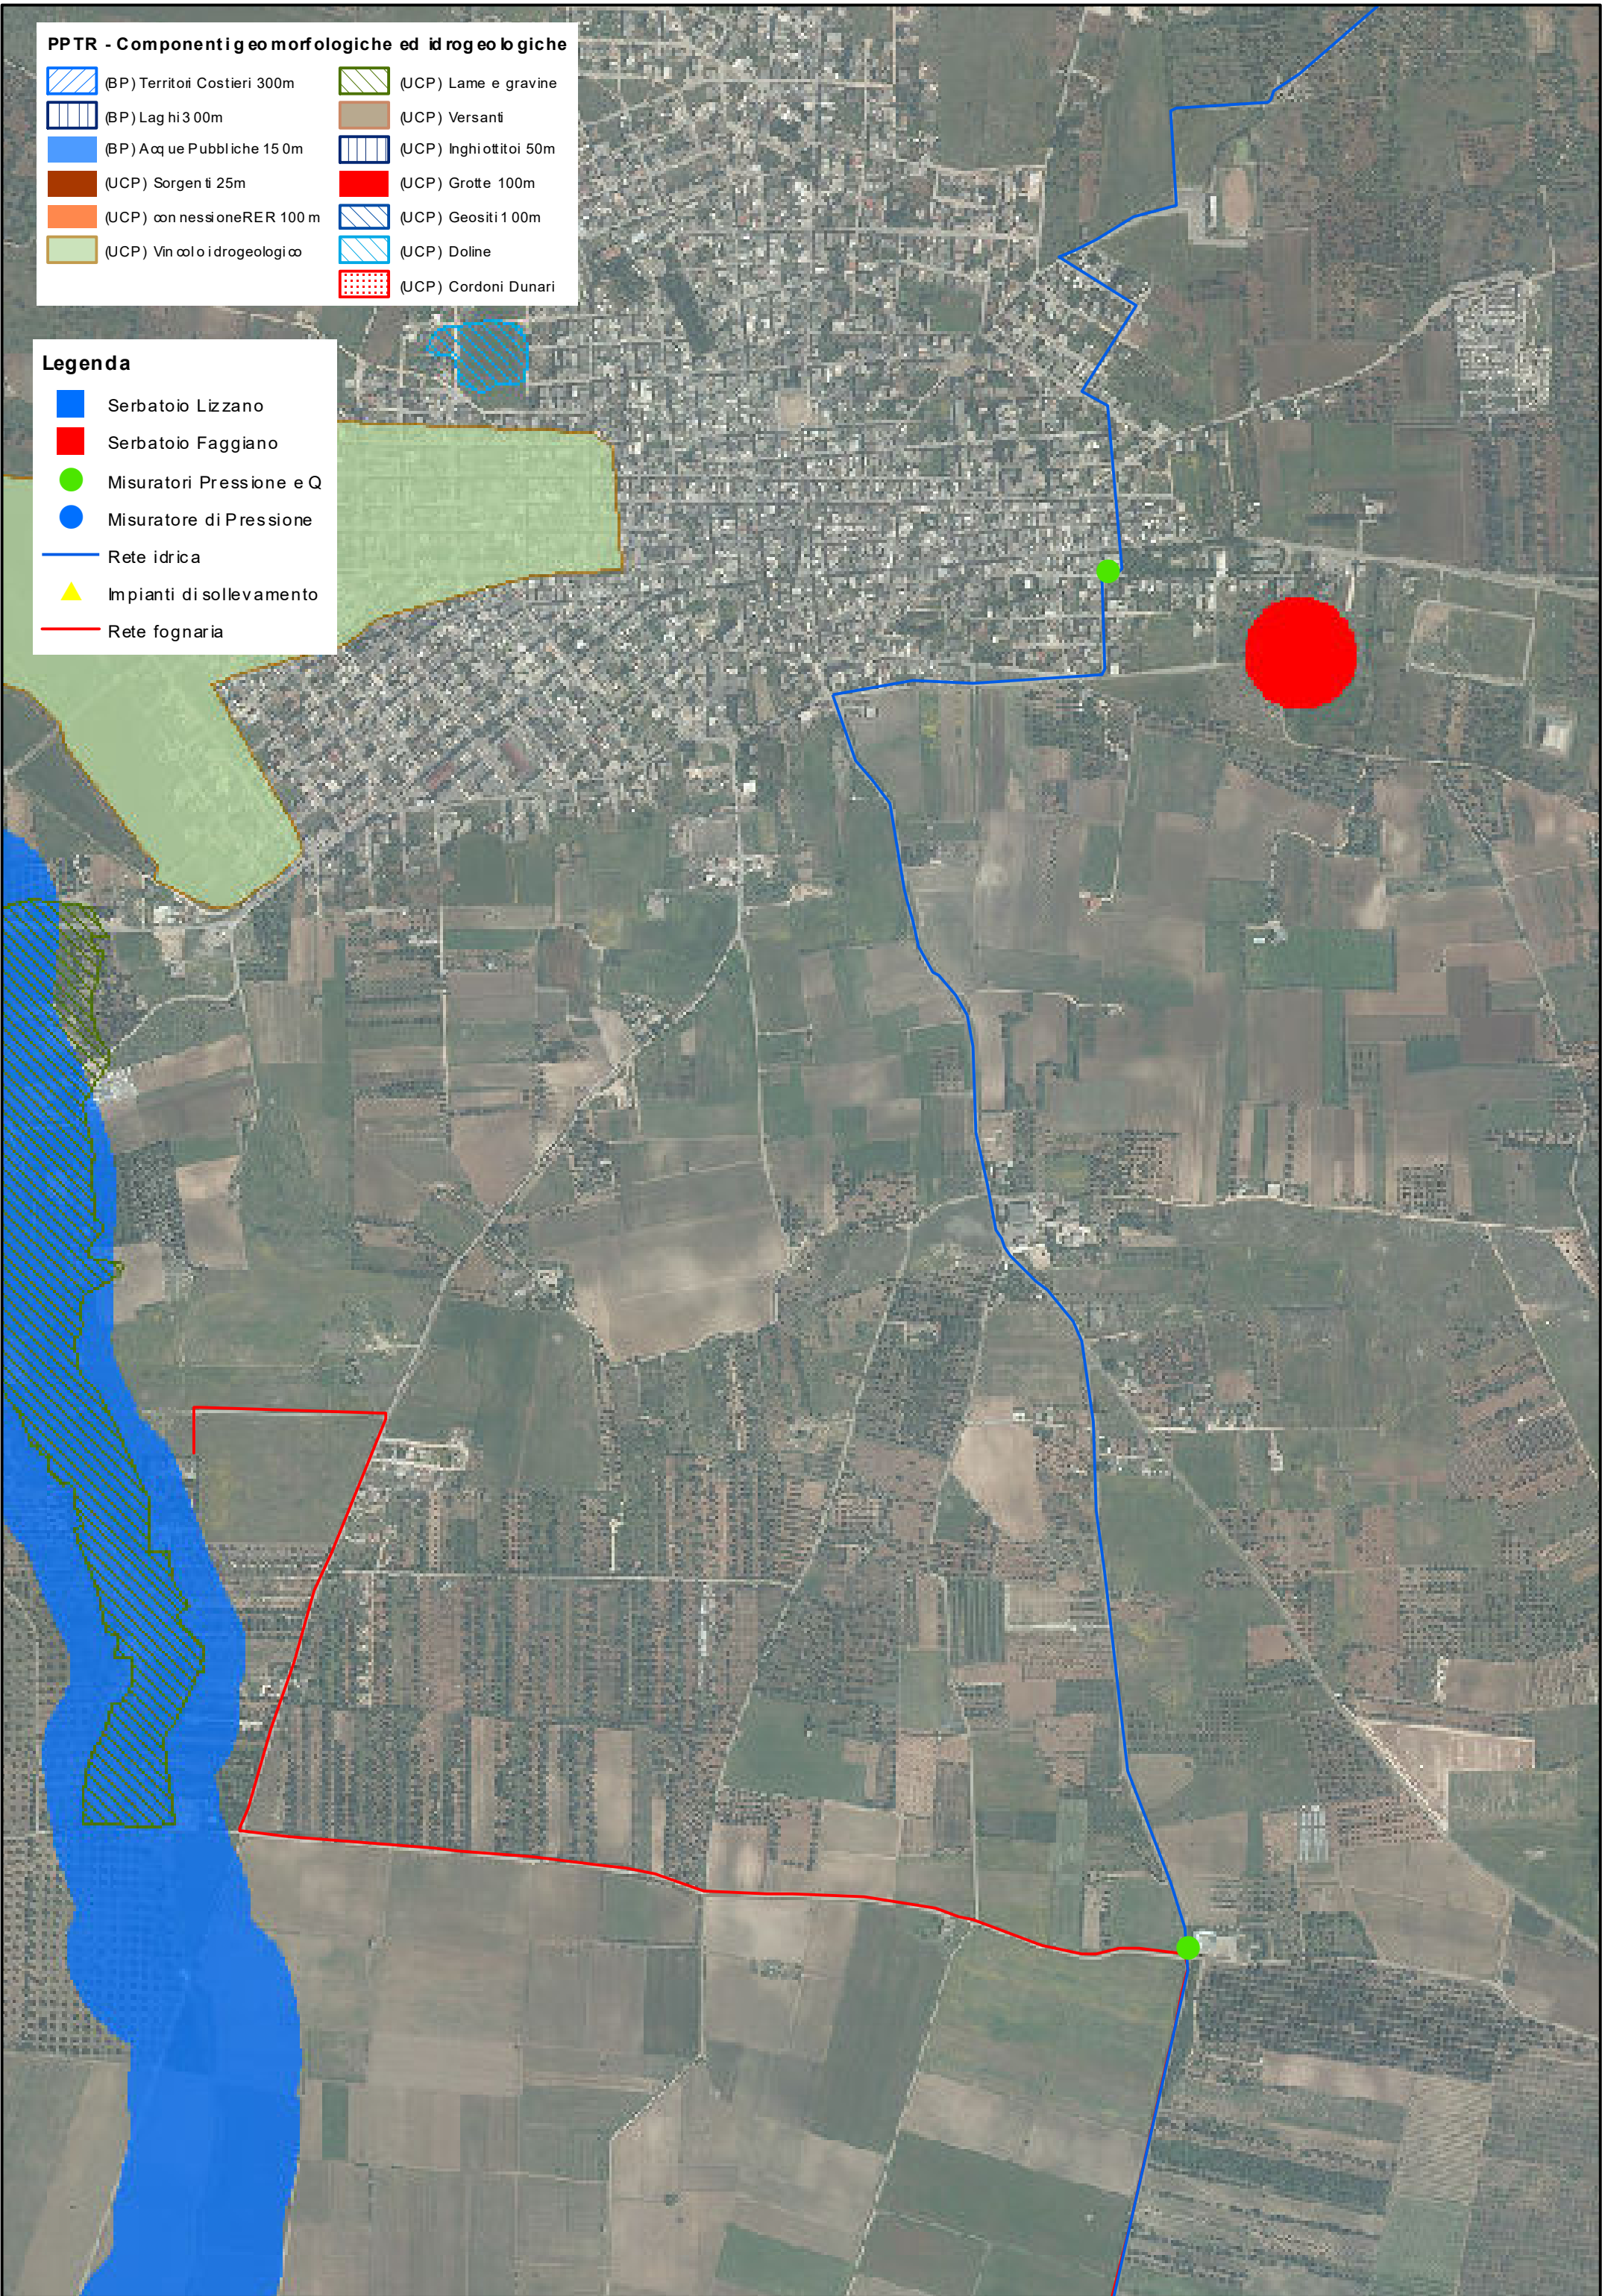 PPTR - Componenti geomorfologiche ed idrogeologiche
(BP) Territori Costieri 300m
(BP) Laghi 300m
(BP) Acque Pubbliche 150m
(UCP) Sorgenti 25m
(UCP) connessioneRER 100m
(UCP) Vincolo idrogeologico
(UCP) Lame e gravine
(UCP) Versanti
(UCP) Inghiottitoi 50m
(UCP) Grotte 100m
(UCP) Geositi 100m
(UCP) Doline
(UCP) Cordoni Dunari
Legenda
Serbatoio Lizzano
Serbatoio Faggiano
Misuratori Pressione e Q
Misuratore di Pressione
Rete idrica
Impianti di sollevamento
Rete fognaria